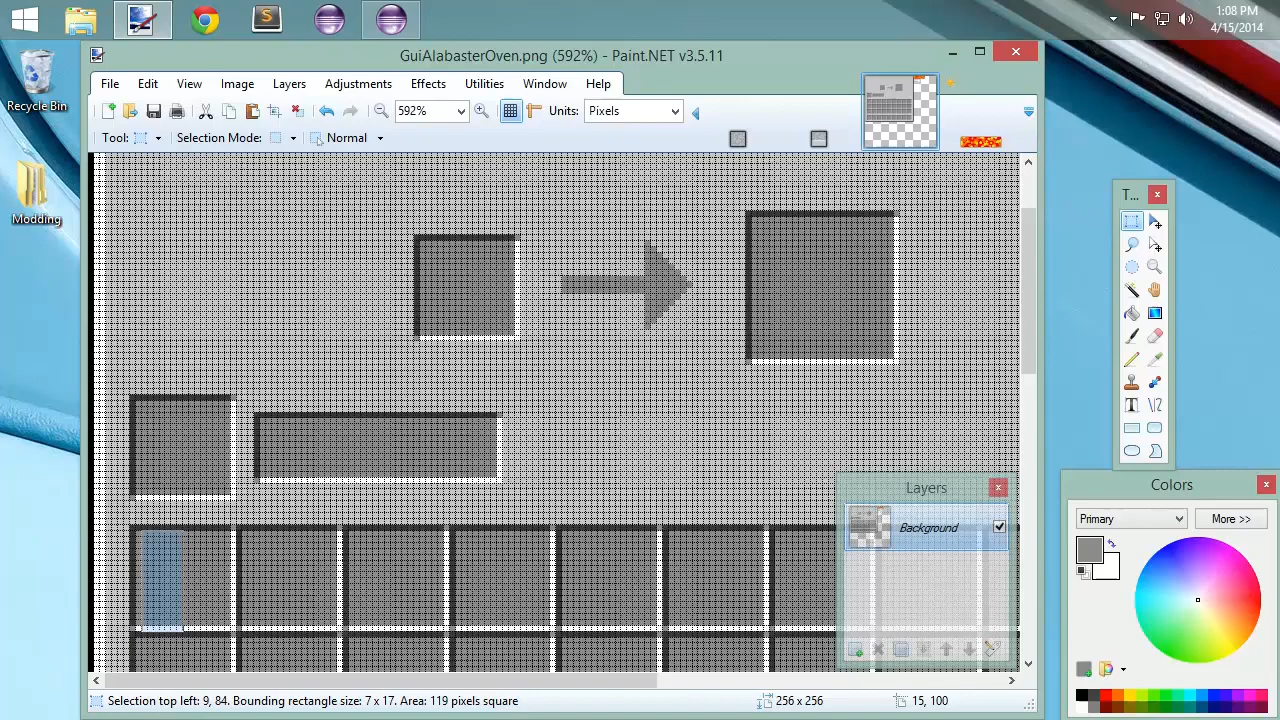 1:08 PM
4/15/2014
Recycle Bin
Modding
GuiAlabasterOven.png (592%) - Paint.NET v3.5.11
File Edit View Image Layers Adjustments Effects Utilities Window Help
592% Units: Pixels
Tool: Selection Mode: Normal
T...
Layers
Background
Colors
Primary More >>
Selection top left: 9, 84. Bounding rectangle size: 7 x 17. Area: 119 pixels square 256 x 256 15, 100